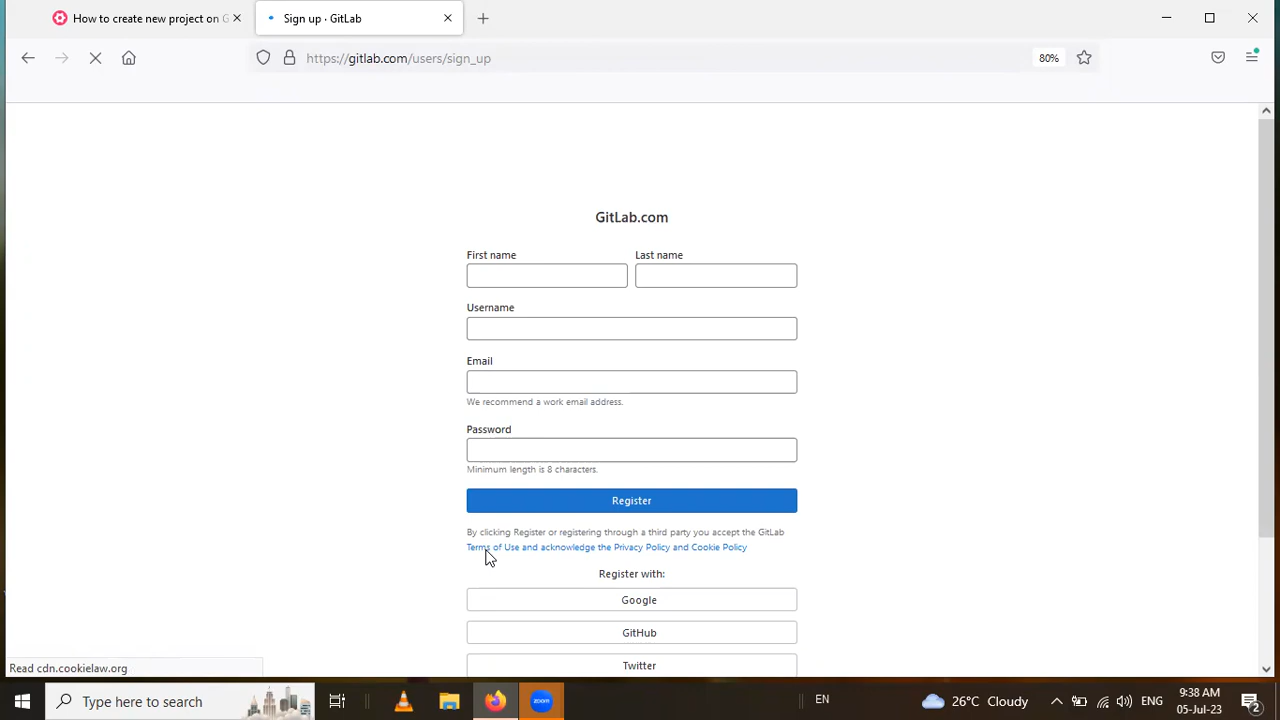 How to create new project on G
Sign up · GitLab
https://gitlab.com/users/sign_up
80%
GitLab.com
First name
Last name
Username
Email
We recommend a work email address.
Password
Minimum length is 8 characters.
Register
By clicking Register or registering through a third party you accept the GitLab
Terms of Use and acknowledge the Privacy Policy and Cookie Policy
Register with:
Google
GitHub
Twitter
Read cdn.cookielaw.org
Type here to search
zoom
EN
26°C Cloudy
ENG
9:38 AM
05-Jul-23
2